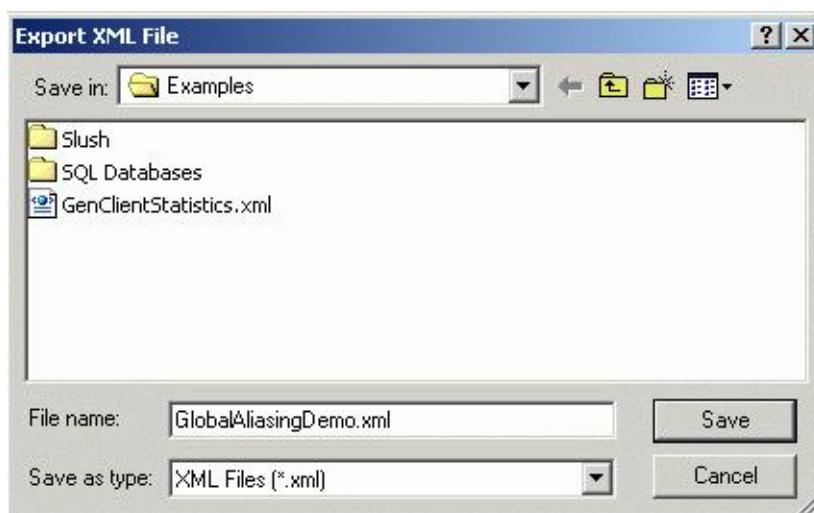 Export XML File
Save in: Examples
Slush
SQL Databases
GenClientStatistics.xml
File name: GlobalAliasingDemo.xml Save
Save as type: XML Files (*.xml) Cancel